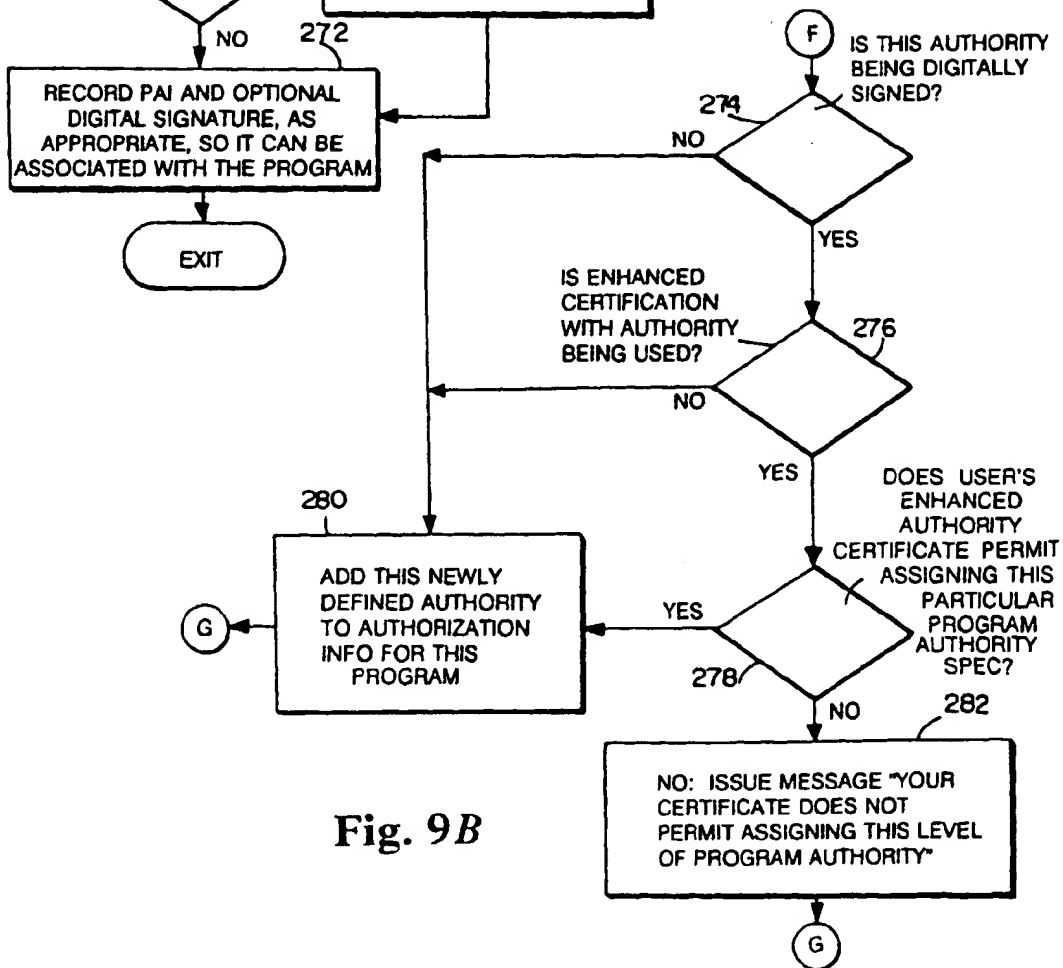 NO
272
RECORD PAI AND OPTIONAL
DIGITAL SIGNATURE, AS
APPROPRIATE, SO IT CAN BE
ASSOCIATED WITH THE PROGRAM
EXIT
F
IS THIS AUTHORITY
BEING DIGITALLY
SIGNED?
274
NO
YES
IS ENHANCED
CERTIFICATION
WITH AUTHORITY
BEING USED?
276
NO
YES
DOES USER'S
ENHANCED
AUTHORITY
CERTIFICATE PERMIT
ASSIGNING THIS
PARTICULAR
PROGRAM
AUTHORITY
SPEC?
278
YES
NO
280
ADD THIS NEWLY
DEFINED AUTHORITY
TO AUTHORIZATION
INFO FOR THIS
PROGRAM
G
282
NO: ISSUE MESSAGE "YOUR
CERTIFICATE DOES NOT
PERMIT ASSIGNING THIS LEVEL
OF PROGRAM AUTHORITY"
G
Fig. 9B